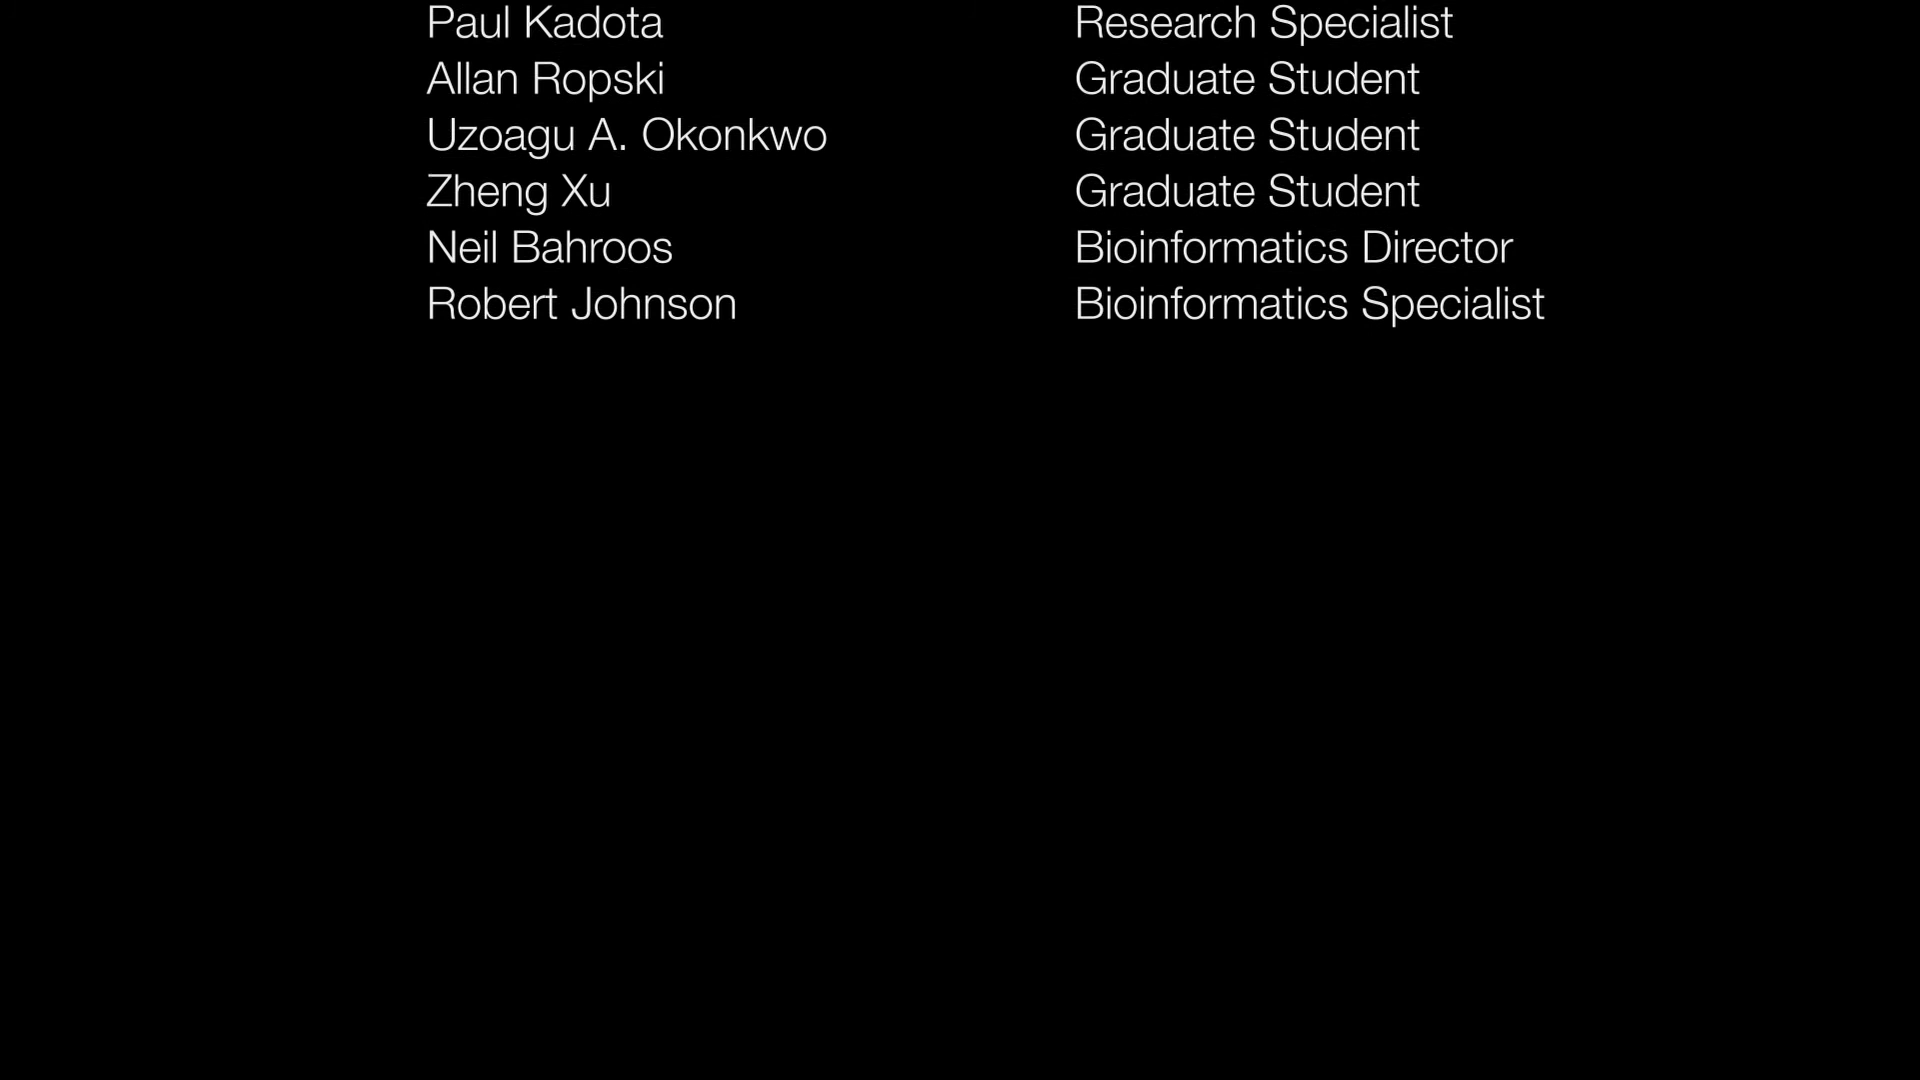 Paul Kadota Research Specialist
Allan Ropski Graduate Student
Uzoagu A. Okonkwo Graduate Student
Zheng Xu Graduate Student
Neil Bahroos Bioinformatics Director
Robert Johnson Bioinformatics Specialist